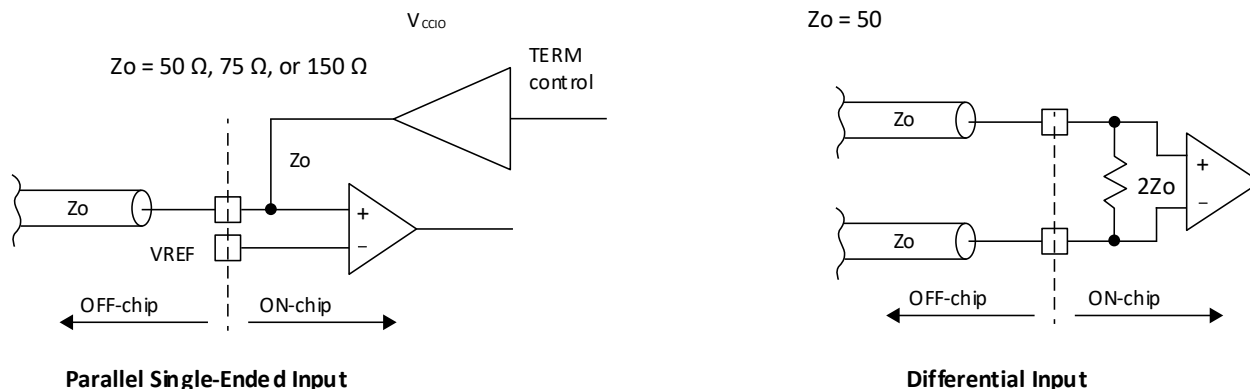 V CCIO
Zo = 50 Ω, 75 Ω, or 150 Ω
TERM
control
Zo
Zo
+
−
VREF
OFF-chip
ON-chip
Parallel Single-Ended Input
Zo = 50
Zo
+
2Zo
−
Zo
OFF-chip
ON-chip
Differential Input